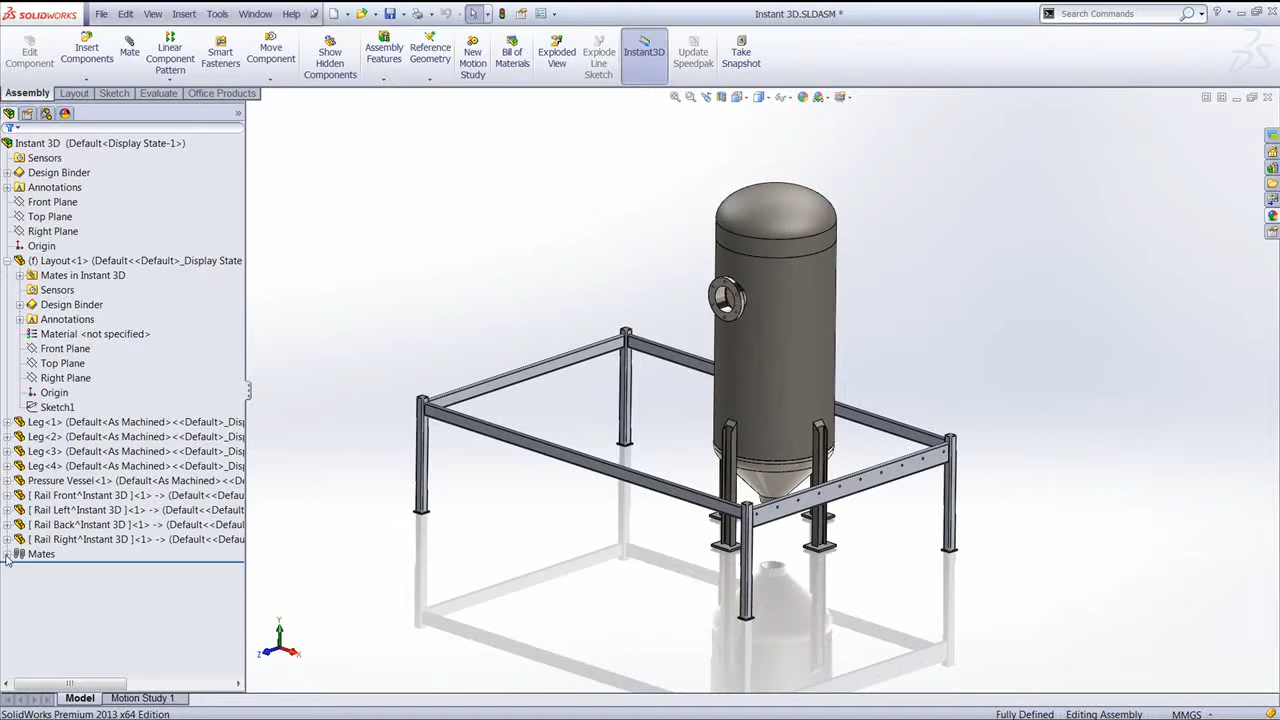 SOLIDWORKS File Edit View Insert Tools Window Help Instant 3D.SLDASM * Search Commands
Edit Component
Insert Components
Mate
Linear Component Pattern
Smart Fasteners
Move Component
Show Hidden Components
Assembly Features
Reference Geometry
New Motion Study
Bill of Materials
Exploded View
Explode Line Sketch
Instant3D
Update Speedpak
Take Snapshot
Assembly Layout Sketch Evaluate Office Products
Instant 3D (Default<Display State-1>)
Sensors
Design Binder
Annotations
Front Plane
Top Plane
Right Plane
Origin
(f) Layout<1> (Default<<Default>_Display State
Mates in Instant 3D
Sensors
Design Binder
Annotations
Material <not specified>
Front Plane
Top Plane
Right Plane
Origin
Sketch1
Leg<1> (Default<As Machined><<Default>_Disp
Leg<2> (Default<As Machined><<Default>_Disp
Leg<3> (Default<As Machined><<Default>_Disp
Leg<4> (Default<As Machined><<Default>_Disp
Pressure Vessel<1> (Default<As Machined><<De
[ Rail Front^Instant 3D ]<1> -> (Default<<Defau
[ Rail Left^Instant 3D ]<1> -> (Default<<Default
[ Rail Back^Instant 3D ]<1> -> (Default<<Defau
[ Rail Right^Instant 3D ]<1> -> (Default<<Defau
Mates
Y
Z X
Model Motion Study 1
SolidWorks Premium 2013 x64 Edition Fully Defined Editing Assembly MMGS